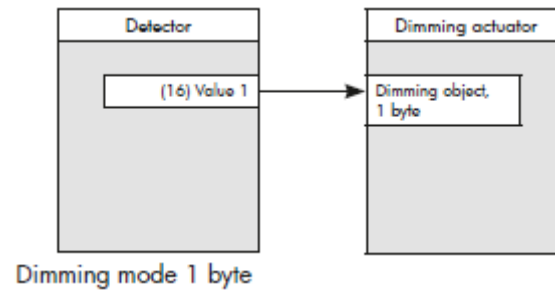 Detector
Dimming actuator
(16) Value 1
Dimming object,
1 byte
Dimming mode 1 byte